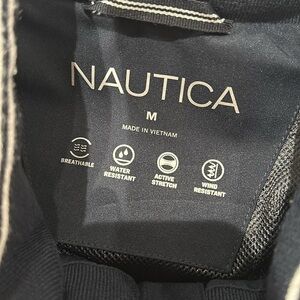 NAUTICA
M
MADE IN VIETNAM
BREATHABLE
WATER
RESISTANT
ACTIVE
STRETCH
WIND
RESISTANT